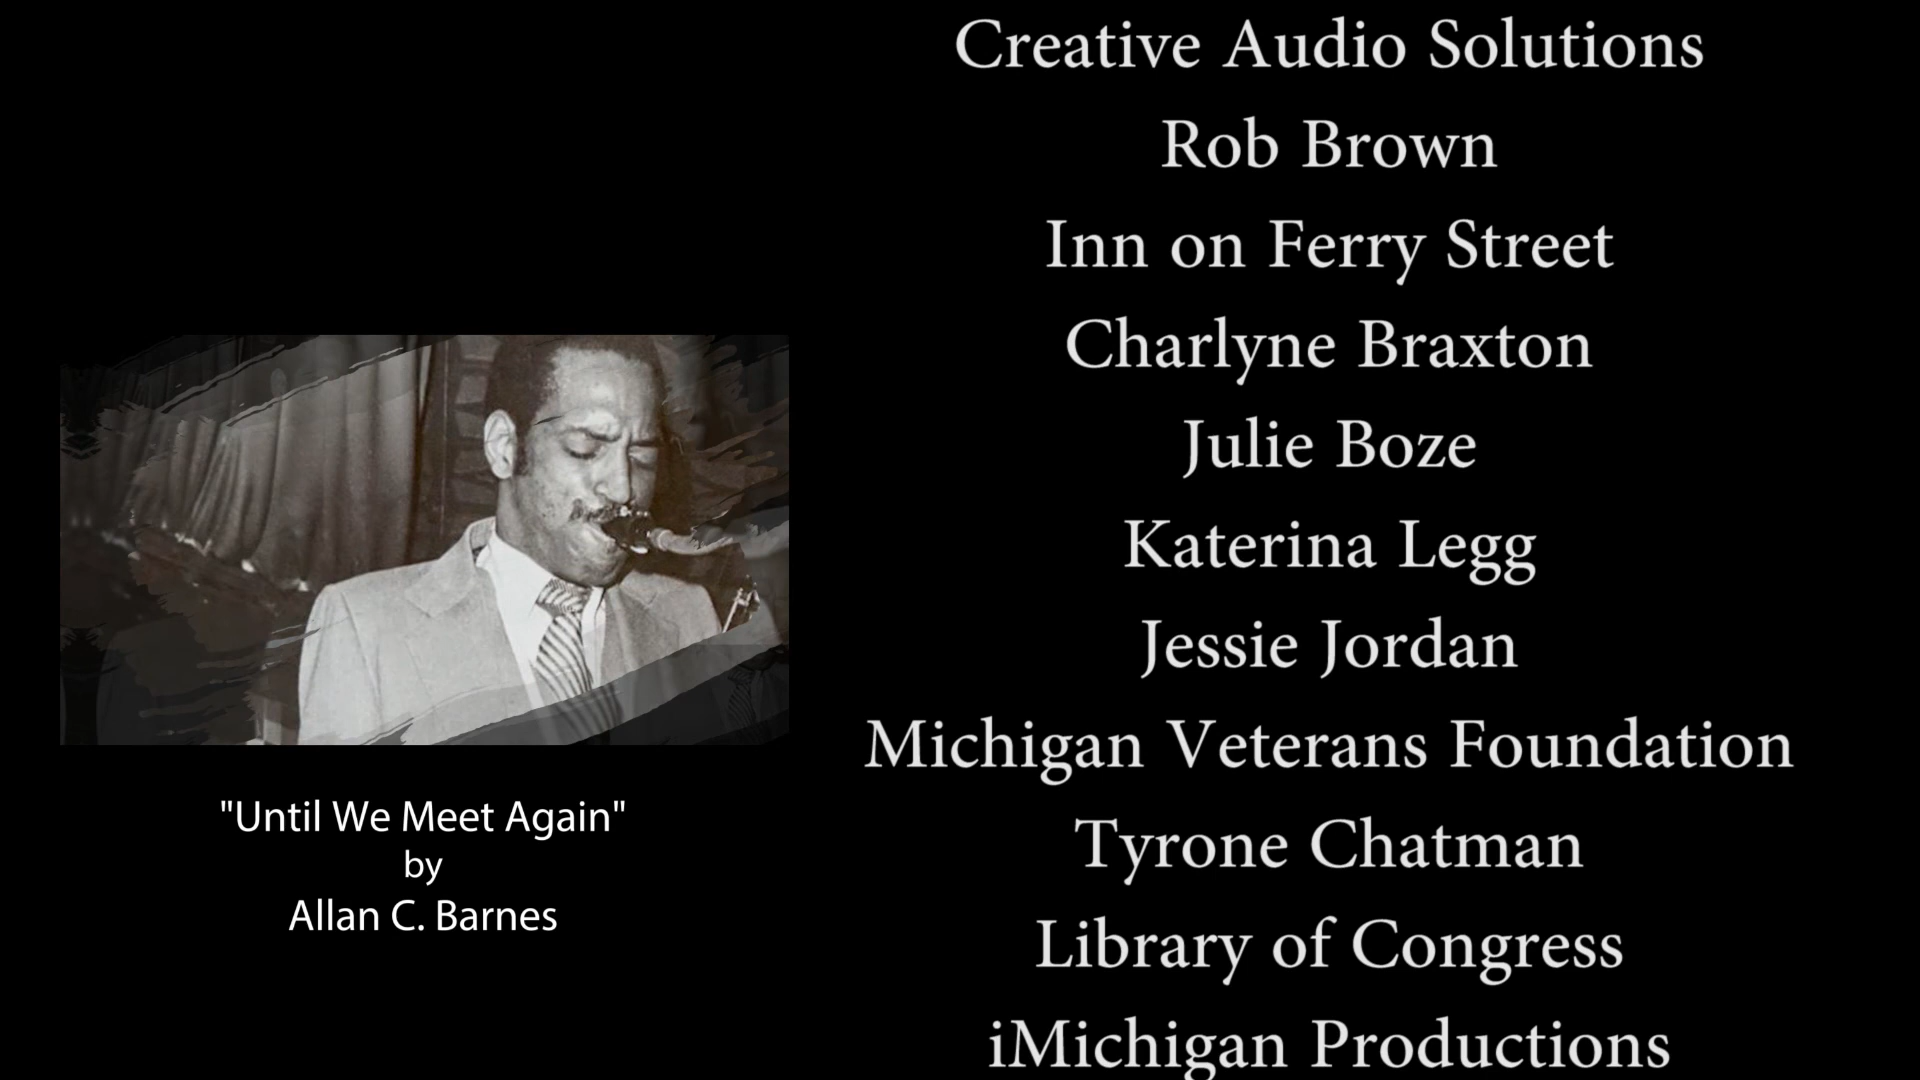 Creative Audio Solutions
Rob Brown
Inn on Ferry Street
Charlyne Braxton
Julie Boze
Katerina Legg
Jessie Jordan
Michigan Veterans Foundation
Tyrone Chatman
Library of Congress
iMichigan Productions
"Until We Meet Again"
by
Allan C. Barnes